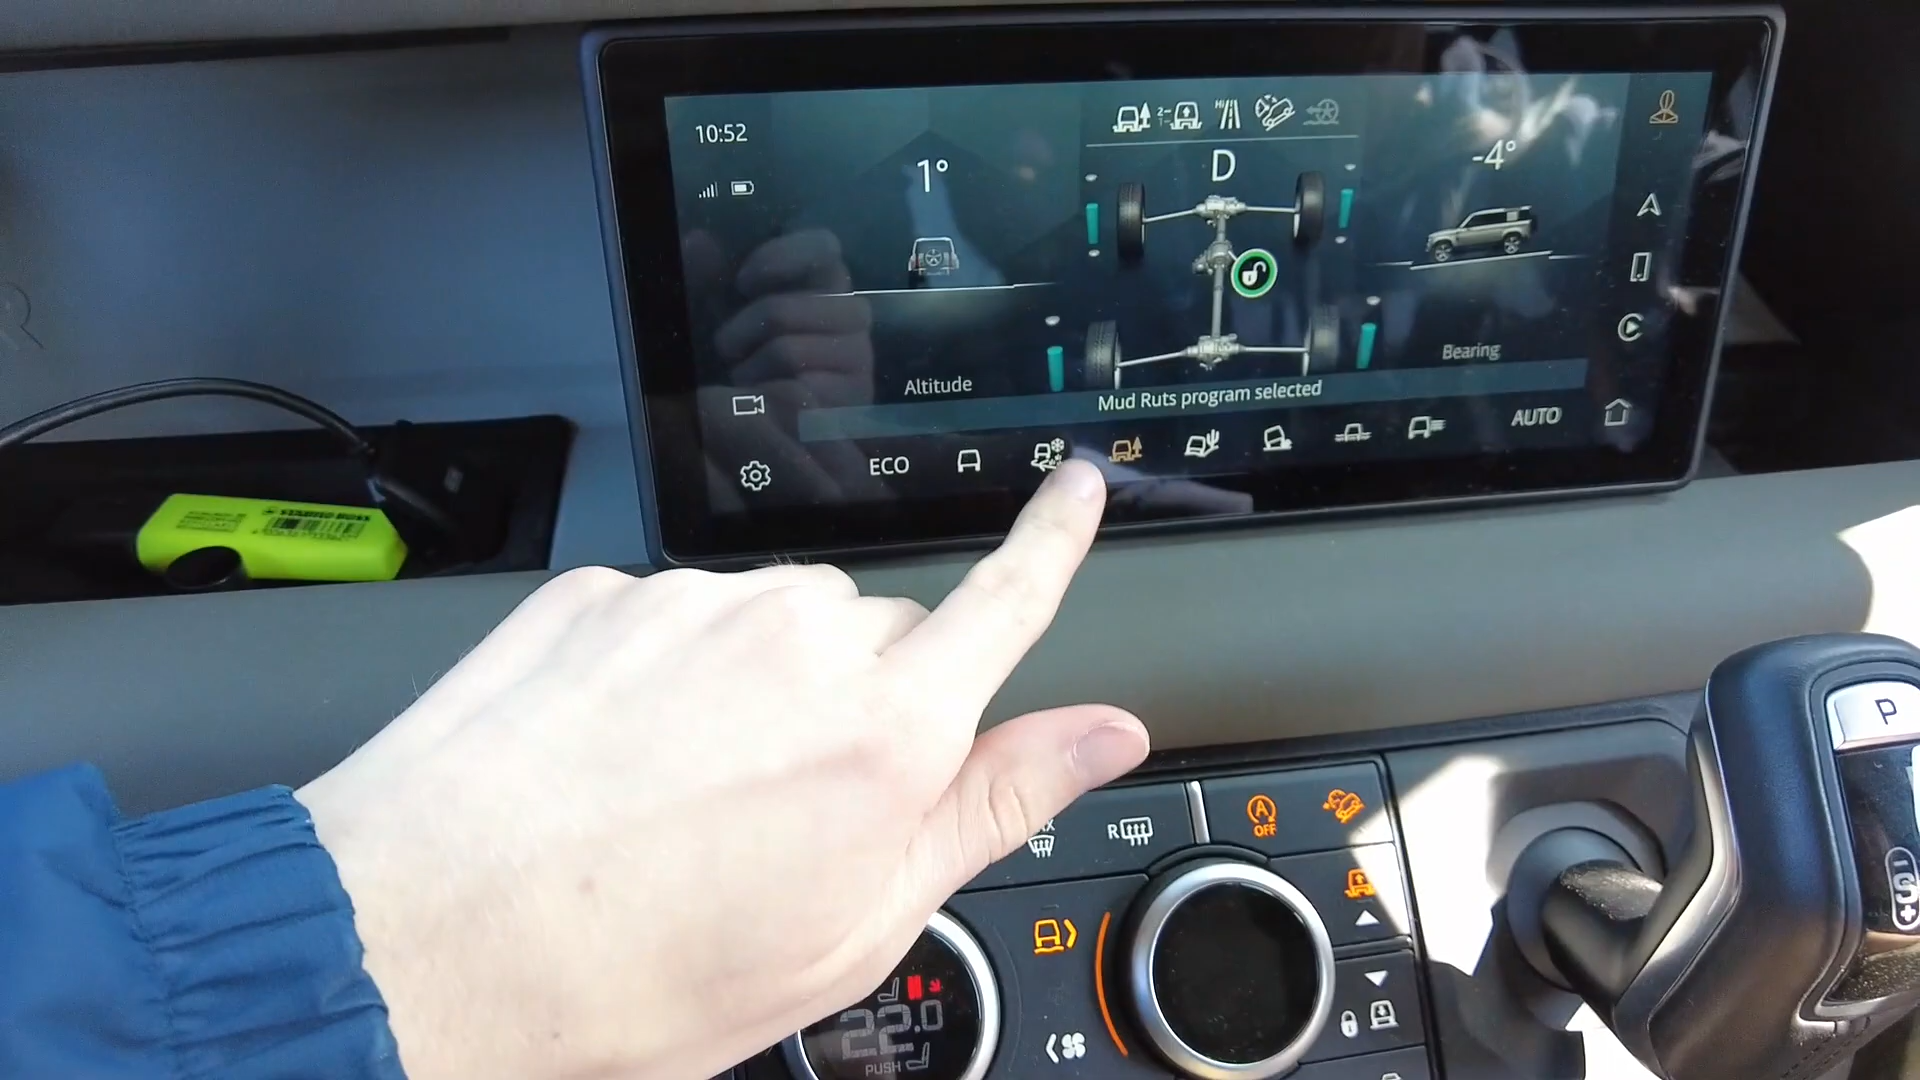 10:52
1°
D
-4°
Altitude
Bearing
Mud Ruts program selected
ECO
AUTO
P
R
A
OFF
22.0
PUSH